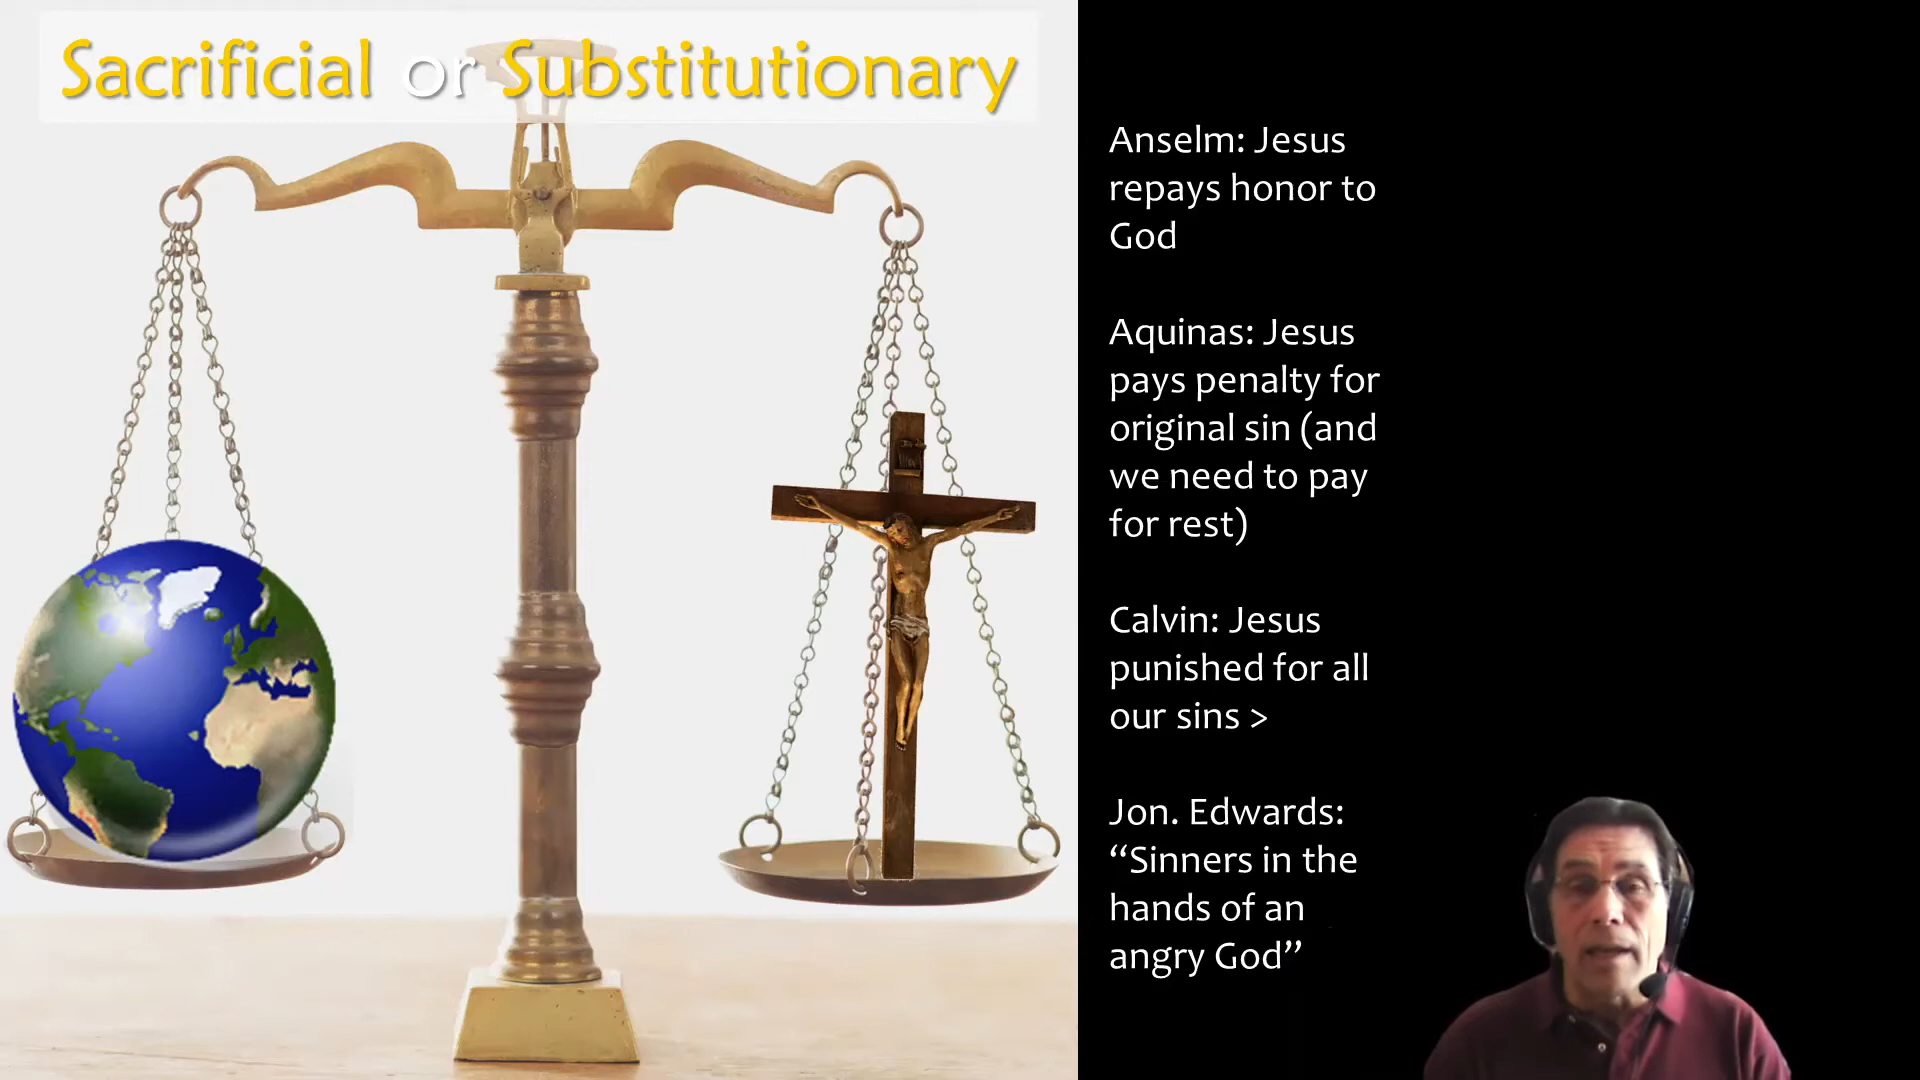 Sacrificial or Substitutionary
Anselm: Jesus
repays honor to
God
Aquinas: Jesus
pays penalty for
original sin (and
we need to pay
for rest)
Calvin: Jesus
punished for all
our sins >
Jon. Edwards:
“Sinners in the
hands of an
angry God”